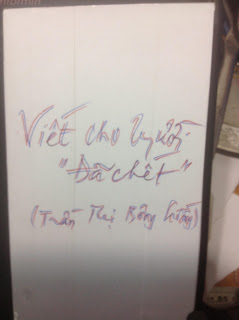 Viết cho người
"Đã chết"
(Trần Thị Bông Giấy)